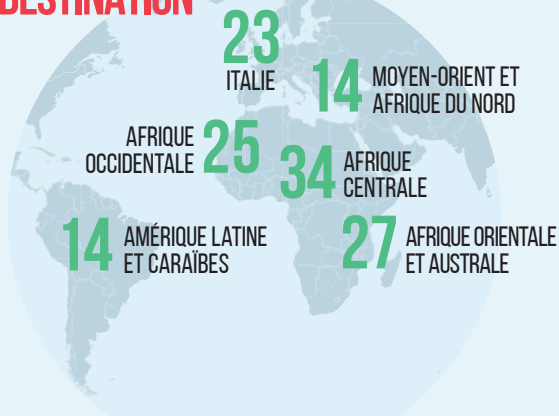 DESTINATION
23
ITALIE
14
MOYEN-ORIENT ET
AFRIQUE DU NORD
AFRIQUE
OCCIDENTALE
25
34
AFRIQUE
CENTRALE
14
AMÉRIQUE LATINE
ET CARAÏBES
27
AFRIQUE ORIENTALE
ET AUSTRALE